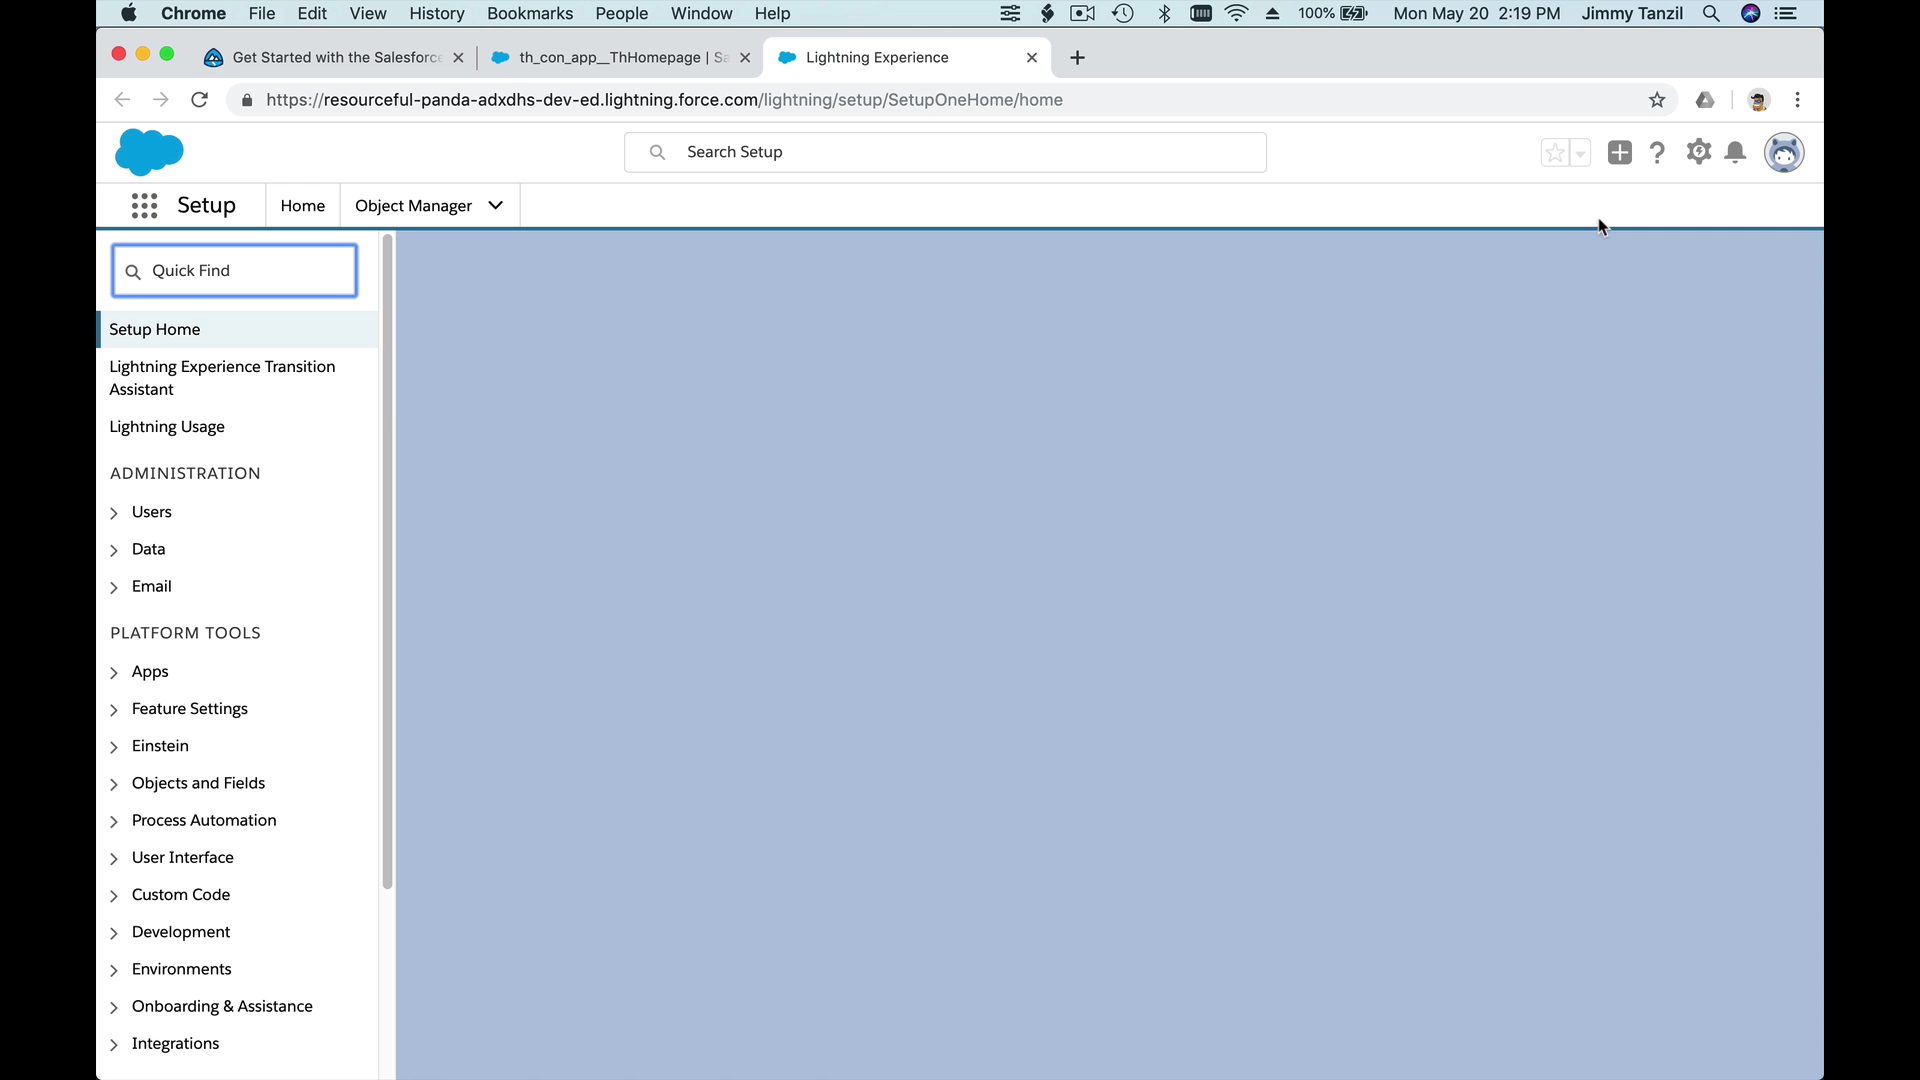 Chrome File Edit View History Bookmarks People Window Help 100% Mon May 20 2:19 PM Jimmy Tanzil
Get Started with the Salesforce
th_con_app__ThHomepage | Sa
Lightning Experience
https://resourceful-panda-adxdhs-dev-ed.lightning.force.com/lightning/setup/SetupOneHome/home
Search Setup
Setup Home Object Manager
Quick Find
Setup Home
Lightning Experience Transition
Assistant
Lightning Usage
ADMINISTRATION
Users
Data
Email
PLATFORM TOOLS
Apps
Feature Settings
Einstein
Objects and Fields
Process Automation
User Interface
Custom Code
Development
Environments
Onboarding & Assistance
Integrations